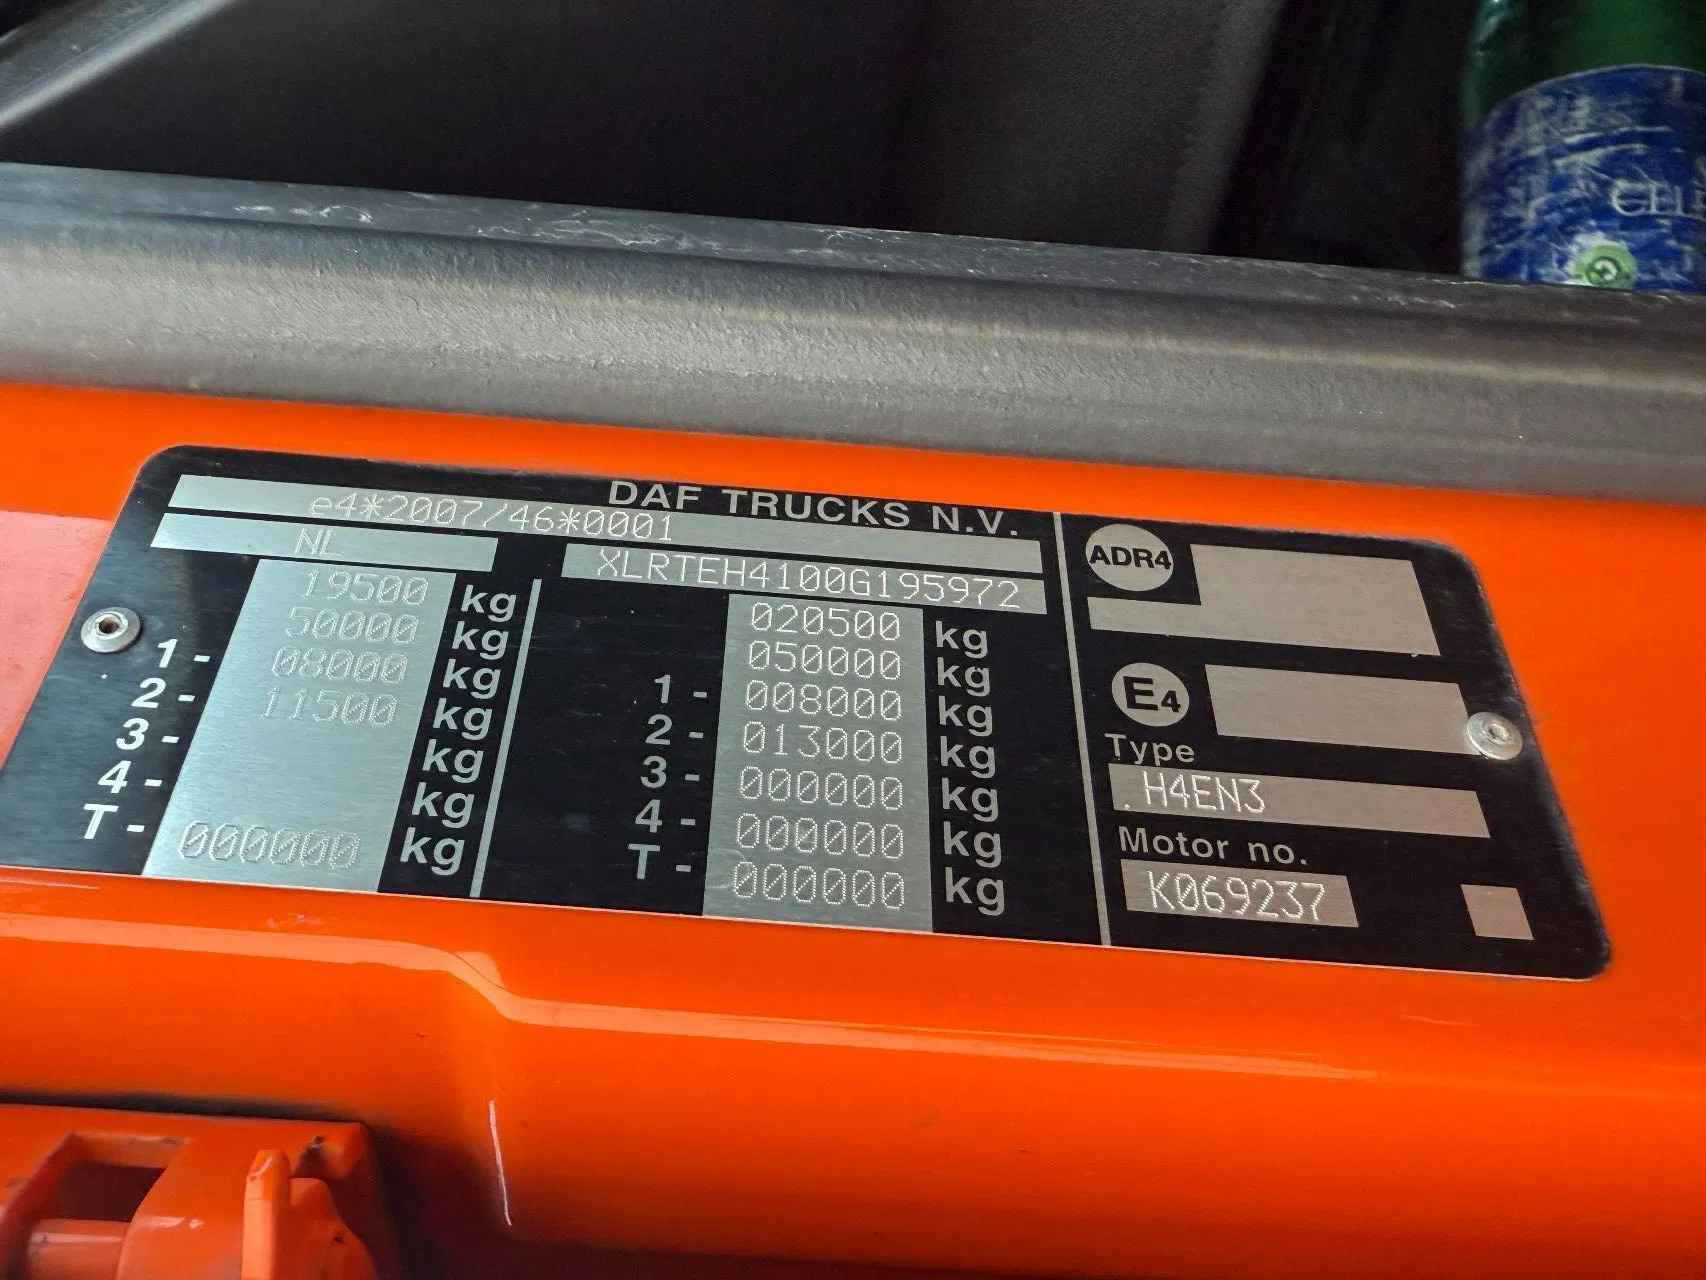 DAF TRUCKS N.V.
e4*2007/46*0001
NL
XLRTEH4100G195972
19500 kg
50000 kg
1- 08000 kg
2- 11500 kg
3- kg
4- kg
T- 000000 kg
020500 kg
050000 kg
1- 008000 kg
2- 013000 kg
3- 000000 kg
4- 000000 kg
T- 000000 kg
ADR4
E4
Type
.H4EN3
Motor no.
K069237